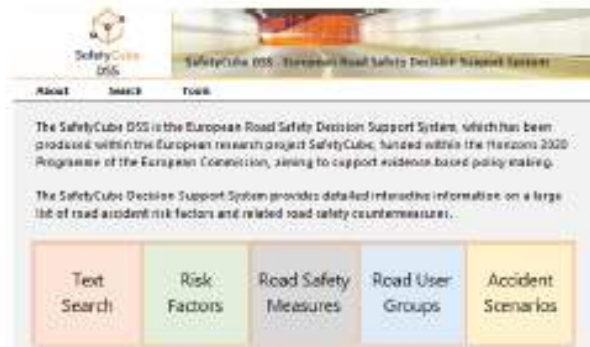 SafetyCube
DSS
SafetyCube DSS - European Road Safety Decision Support System
About Search Tools
The SafetyCube DSS is the European Road Safety Decision Support System, which has been
produced within the European research project SafetyCube, funded within the Horizons 2020
Programme of the European Commission, aiming to support evidence-based policy making.
The SafetyCube Decision Support System provides detailed interactive information on a large
list of road accident risk factors and related road safety countermeasures.
Text Risk Road Safety Road User Accident
Search Factors Measures Groups Scenarios